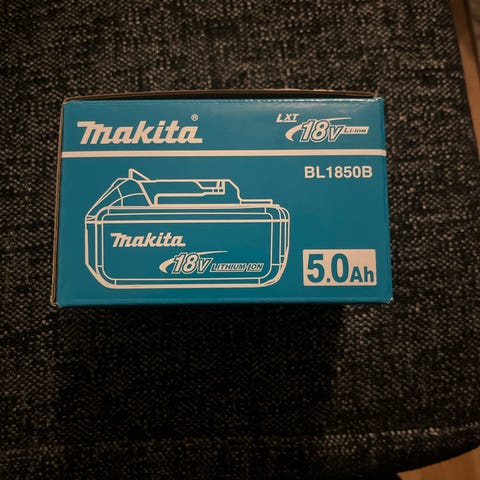 makita®
LXT
18V Li-ion
BL1850B
makita
18V LITHIUM-ION
5.0Ah